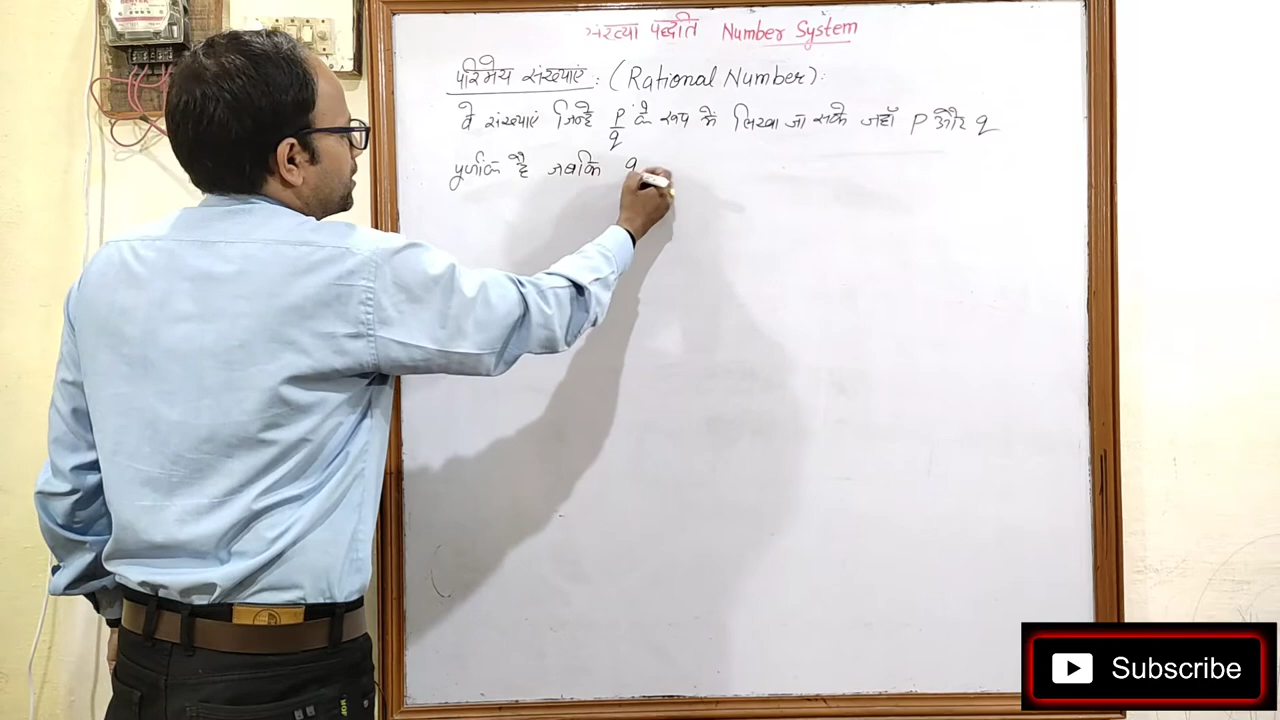 संख्या पद्धति Number System
परिमेय संख्याएं : (Rational Number) :
वे संख्याएं जिन्हें P/q के रूप में लिखा जा सके जहाँ P और q
पूर्णांक है जबकि q
Subscribe